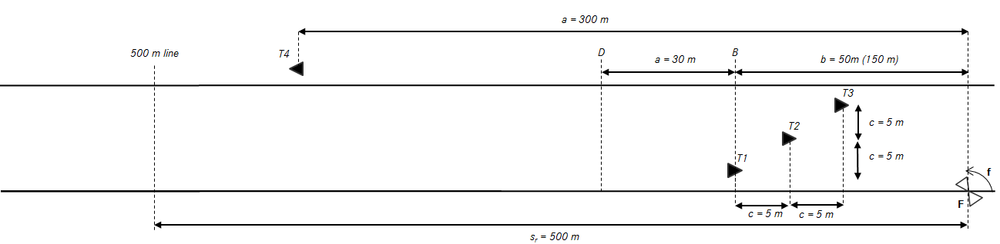 a = 300 m
500 m line
T4
D
B
a = 30 m
b = 50m (150 m)
T3
c = 5 m
T2
c = 5 m
T1
f
F
c = 5 m
c = 5 m
sr = 500 m